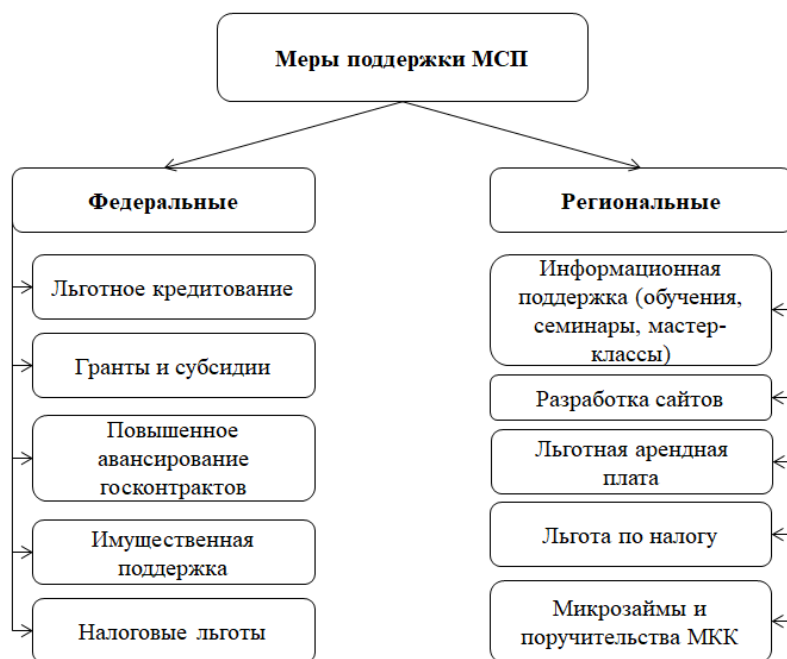 Меры поддержки МСП
Федеральные
Льготное кредитование
Гранты и субсидии
Повышенное
авансирование
госконтрактов
Имущественная
поддержка
Налоговые льготы
Региональные
Информационная
поддержка (обучения,
семинары, мастер-
классы)
Разработка сайтов
Льготная арендная
плата
Льгота по налогу
Микрозаймы и
поручительства МКК